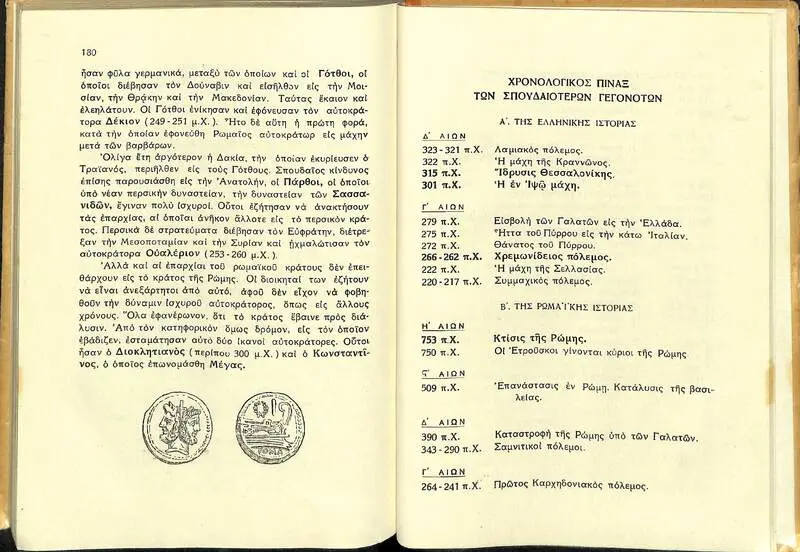 180
ἦσαν φῦλα γερμανικά, μεταξὺ τῶν ὁποίων καὶ οἱ Γότθοι, οἱ
ὁποῖοι διέβησαν τὸν Δούναβιν καὶ εἰσῆλθον εἰς τὴν Μοι-
σίαν, τὴν Θράκην καὶ τὴν Μακεδονίαν. Ταύτας ἔκαιον καὶ
ἐλεηλάτουν. Οἱ Γότθοι ἐνίκησαν καὶ ἐφόνευσαν τὸν αὐτοκρά-
τορα Δέκιον (249-251 μ.Χ.). Ἦτο δὲ αὕτη ἡ πρώτη φορά,
κατὰ τὴν ὁποίαν ἐφονεύθη Ρωμαῖος αὐτοκράτωρ εἰς μάχην
μετὰ τῶν βαρβάρων.
Ὀλίγα ἔτη ἀργότερον ἡ Δακία, τὴν ὁποίαν ἐκυρίευσεν ὁ
Τραϊανός, περιῆλθεν εἰς τοὺς Γότθους. Σπουδαῖος κίνδυνος
ἐπίσης παρουσιάσθη εἰς τὴν Ἀνατολήν, οἱ Πάρθοι, οἱ ὁποῖοι
ὑπὸ νέαν περσικὴν δυναστείαν, τὴν δυναστείαν τῶν Σασσα-
νιδῶν, ἔγιναν πολὺ ἰσχυροί. Οὗτοι ἐζήτησαν νὰ ἀνακτήσουν
τὰς ἐπαρχίας, αἱ ὁποῖαι ἀνῆκον ἄλλοτε εἰς τὸ περσικὸν κρά-
τος. Περσικὰ δὲ στρατεύματα διέβησαν τὸν Εὐφράτην, διέτρε-
ξαν τὴν Μεσοποταμίαν καὶ τὴν Συρίαν καὶ ᾐχμαλώτισαν τὸν
αὐτοκράτορα Οὐαλέριον (253-260 μ.Χ.).
Ἀλλὰ καὶ αἱ ἐπαρχίαι τοῦ ρωμαϊκοῦ κράτους δὲν ἐπει-
θάρχουν εἰς τὸ κράτος τῆς Ρώμης. Οἱ διοικηταί των ἐζήτουν
νὰ εἶναι ἀνεξάρτητοι ἀπὸ αὐτό, ἀφοῦ δὲν εἶχον νὰ φοβη-
θοῦν τὴν δύναμιν ἰσχυροῦ αὐτοκράτορος, ὅπως εἰς ἄλλους
χρόνους. Ὅλα ἐφανέρωνον, ὅτι τὸ κράτος ἔβαινε πρὸς διά-
λυσιν. Ἀπὸ τὸν κατηφορικὸν ὅμως δρόμον, εἰς τὸν ὁποῖον
ἐβάδιζεν, ἐσταμάτησαν αὐτὸ δύο ἱκανοὶ αὐτοκράτορες. Οὗτοι
ἦσαν ὁ Διοκλητιανὸς (περίπου 300 μ.Χ.) καὶ ὁ Κωνσταντῖ-
νος, ὁ ὁποῖος ἐπωνομάσθη Μέγας.
ROMA
ΧΡΟΝΟΛΟΓΙΚΟΣ ΠΙΝΑΞ
ΤΩΝ ΣΠΟΥΔΑΙΟΤΕΡΩΝ ΓΕΓΟΝΟΤΩΝ
Α΄. ΤΗΣ ΕΛΛΗΝΙΚΗΣ ΙΣΤΟΡΙΑΣ
Δ΄ ΑΙΩΝ
323-321 π.Χ. Λαμιακὸς πόλεμος.
322 π.Χ. Ἡ μάχη τῆς Κραννῶνος.
315 π.Χ. Ἵδρυσις Θεσσαλονίκης.
301 π.Χ. Ἡ ἐν Ἰψῷ μάχη.
Γ΄ ΑΙΩΝ
279 π.Χ. Εἰσβολὴ τῶν Γαλατῶν εἰς τὴν Ἑλλάδα.
275 π.Χ. Ἧττα τοῦ Πύρρου εἰς τὴν κάτω Ἰταλίαν.
272 π.Χ. Θάνατος τοῦ Πύρρου.
266-262 π.Χ. Χρεμωνίδειος πόλεμος.
222 π.Χ. Ἡ μάχη τῆς Σελλασίας.
220-217 π.Χ. Συμμαχικὸς πόλεμος.
Β΄. ΤΗΣ ΡΩΜΑΪΚΗΣ ΙΣΤΟΡΙΑΣ
Η΄ ΑΙΩΝ
753 π.Χ. Κτίσις τῆς Ρώμης.
750 π.Χ. Οἱ Ἐτροῦσκοι γίνονται κύριοι τῆς Ρώμης
ς΄ ΑΙΩΝ
509 π.Χ. Ἐπανάστασις ἐν Ρώμῃ. Κατάλυσις τῆς βασι-
λείας.
Δ΄ ΑΙΩΝ
390 π.Χ. Καταστροφὴ τῆς Ρώμης ὑπὸ τῶν Γαλατῶν.
343-290 π.Χ. Σαμνιτικοὶ πόλεμοι.
Γ΄ ΑΙΩΝ
264-241 π.Χ. Πρῶτος Καρχηδονιακὸς πόλεμος.